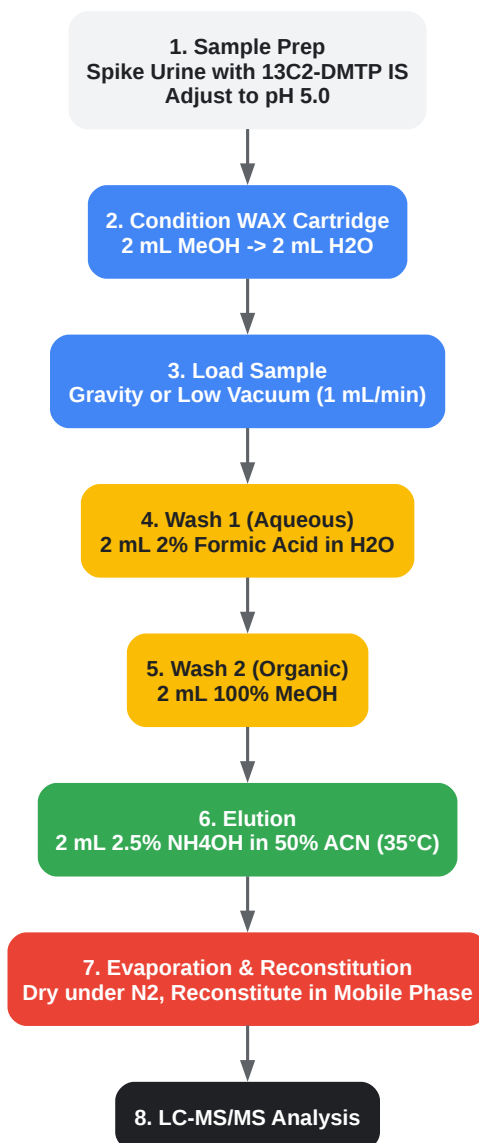 1. Sample Prep
Spike Urine with 13C2-DMTP IS
Adjust to pH 5.0
2. Condition WAX Cartridge
2 mL MeOH -> 2 mL H2O
3. Load Sample
Gravity or Low Vacuum (1 mL/min)
4. Wash 1 (Aqueous)
2 mL 2% Formic Acid in H2O
5. Wash 2 (Organic)
2 mL 100% MeOH
6. Elution
2 mL 2.5% NH4OH in 50% ACN (35°C)
7. Evaporation & Reconstitution
Dry under N2, Reconstitute in Mobile Phase
8. LC-MS/MS Analysis